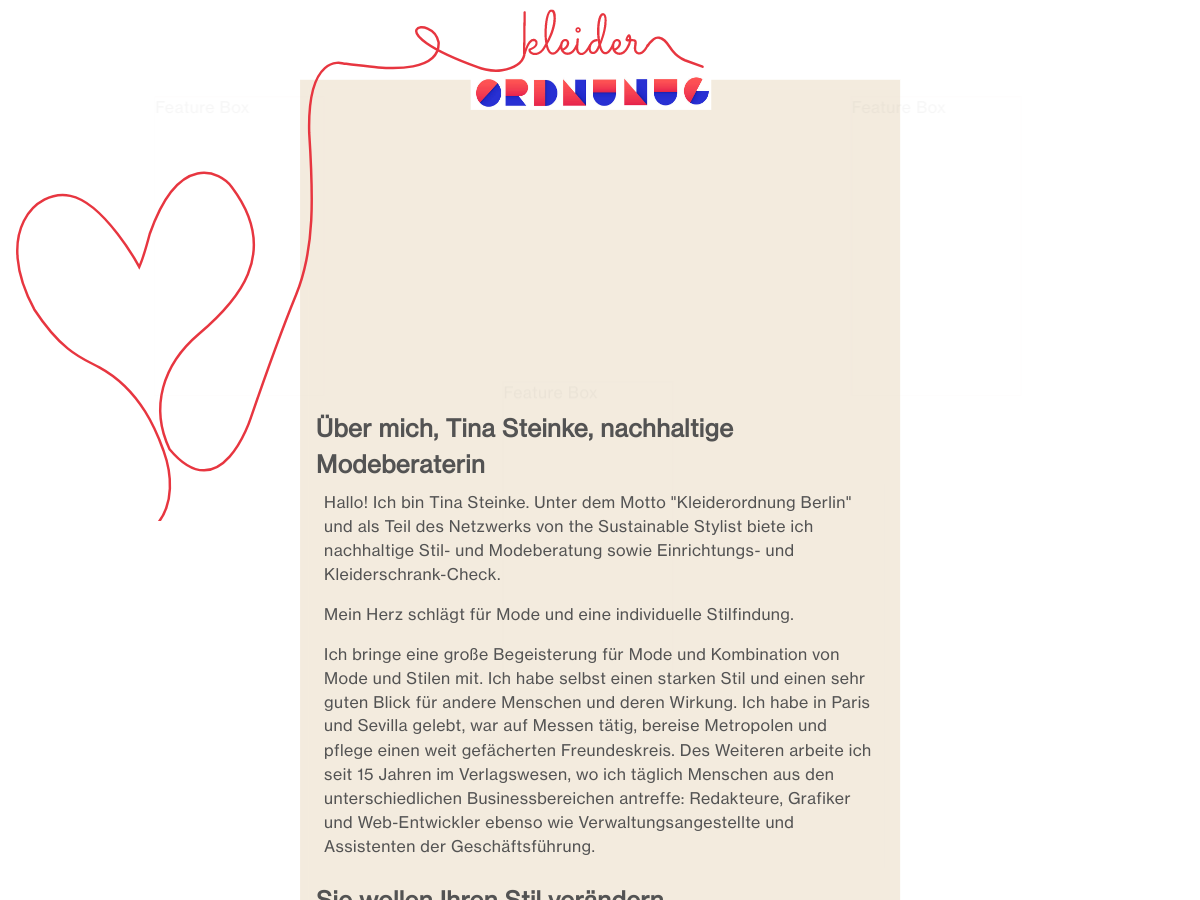 kleider
ORDNUNUG
Feature Box
Feature Box
Feature Box
Über mich, Tina Steinke, nachhaltige
Modeberaterin
Hallo! Ich bin Tina Steinke. Unter dem Motto "Kleiderordnung Berlin"
und als Teil des Netzwerks von the Sustainable Stylist biete ich
nachhaltige Stil- und Modeberatung sowie Einrichtungs- und
Kleiderschrank-Check.
Mein Herz schlägt für Mode und eine individuelle Stilfindung.
Ich bringe eine große Begeisterung für Mode und Kombination von
Mode und Stilen mit. Ich habe selbst einen starken Stil und einen sehr
guten Blick für andere Menschen und deren Wirkung. Ich habe in Paris
und Sevilla gelebt, war auf Messen tätig, bereise Metropolen und
pflege einen weit gefächerten Freundeskreis. Des Weiteren arbeite ich
seit 15 Jahren im Verlagswesen, wo ich täglich Menschen aus den
unterschiedlichen Businessbereichen antreffe: Redakteure, Grafiker
und Web-Entwickler ebenso wie Verwaltungsangestellte und
Assistenten der Geschäftsführung.
Sie wollen Ihren Stil verändern